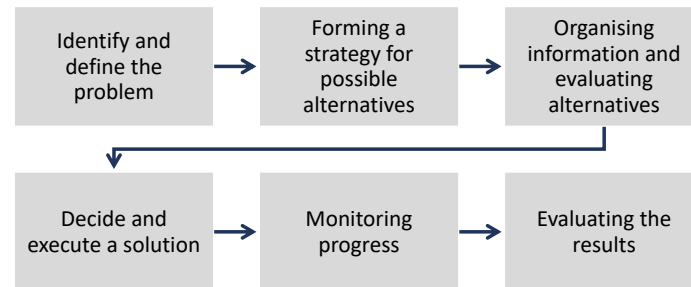 Identify and
define the
problem
Forming a
strategy for
possible
alternatives
Organising
information and
evaluating
alternatives
Decide and
execute a solution
Monitoring
progress
Evaluating the
results